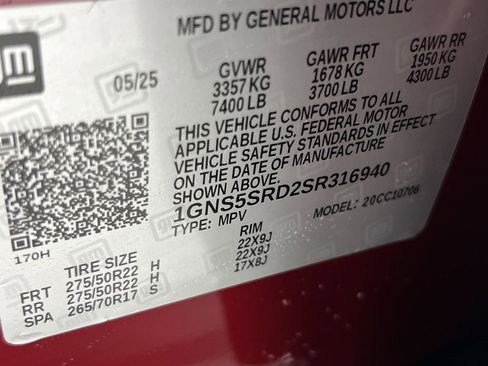 MFD BY GENERAL MOTORS LLC
gm
05/25
GVWR GAWR FRT GAWR RR
3357 KG 1678 KG 1950 KG
7400 LB 3700 LB 4300 LB
THIS VEHICLE CONFORMS TO ALL
APPLICABLE U.S. FEDERAL MOTOR
VEHICLE SAFETY STANDARDS IN EFFECT
ON THE DATE OF MANUFACTURE
SHOWN ABOVE.
1GNS5SRD2SR316940
TYPE: MPV MODEL: 20CC10706
170H
TIRE SIZE RIM
FRT 275/50R22 H 22X9J
RR 275/50R22 H 22X9J
SPA 265/70R17 S 17X8J